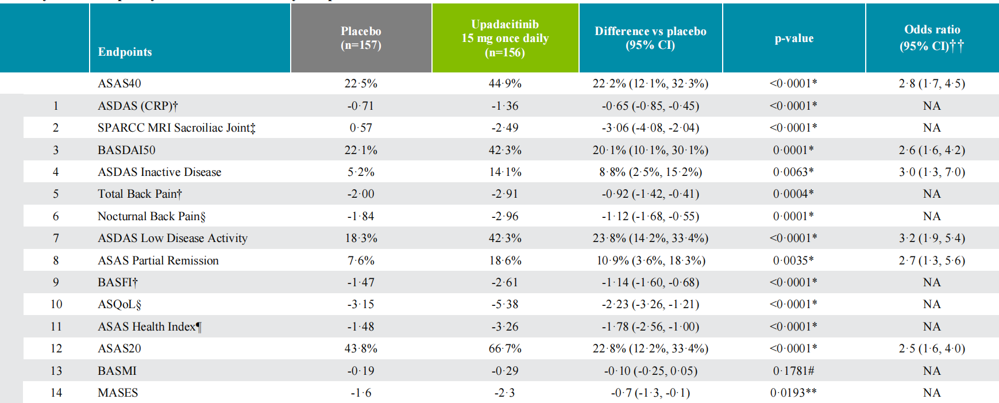 Endpoints Placebo (n=157) Upadacitinib 15 mg once daily (n=156) Difference vs placebo (95% CI) p-value Odds ratio (95% CI)††
ASAS40 22·5% 44·9% 22·2% (12·1%, 32·3%) <0·0001* 2·8 (1·7, 4·5)
1 ASDAS (CRP)† -0·71 -1·36 -0·65 (-0·85, -0·45) <0·0001* NA
2 SPARCC MRI Sacroiliac Joint‡ 0·57 -2·49 -3·06 (-4·08, -2·04) <0·0001* NA
3 BASDAI50 22·1% 42·3% 20·1% (10·1%, 30·1%) 0·0001* 2·6 (1·6, 4·2)
4 ASDAS Inactive Disease 5·2% 14·1% 8·8% (2·5%, 15·2%) 0·0063* 3·0 (1·3, 7·0)
5 Total Back Pain† -2·00 -2·91 -0·92 (-1·42, -0·41) 0·0004* NA
6 Nocturnal Back Pain§ -1·84 -2·96 -1·12 (-1·68, -0·55) 0·0001* NA
7 ASDAS Low Disease Activity 18·3% 42·3% 23·8% (14·2%, 33·4%) <0·0001* 3·2 (1·9, 5·4)
8 ASAS Partial Remission 7·6% 18·6% 10·9% (3·6%, 18·3%) 0·0035* 2·7 (1·3, 5·6)
9 BASFI† -1·47 -2·61 -1·14 (-1·60, -0·68) <0·0001* NA
10 ASQoL§ -3·15 -5·38 -2·23 (-3·26, -1·21) <0·0001* NA
11 ASAS Health Index¶ -1·48 -3·26 -1·78 (-2·56, -1·00) <0·0001* NA
12 ASAS20 43·8% 66·7% 22·8% (12·2%, 33·4%) <0·0001* 2·5 (1·6, 4·0)
13 BASMI -0·19 -0·29 -0·10 (-0·25, 0·05) 0·1781# NA
14 MASES -1·6 -2·3 -0·7 (-1·3, -0·1) 0·0193** NA